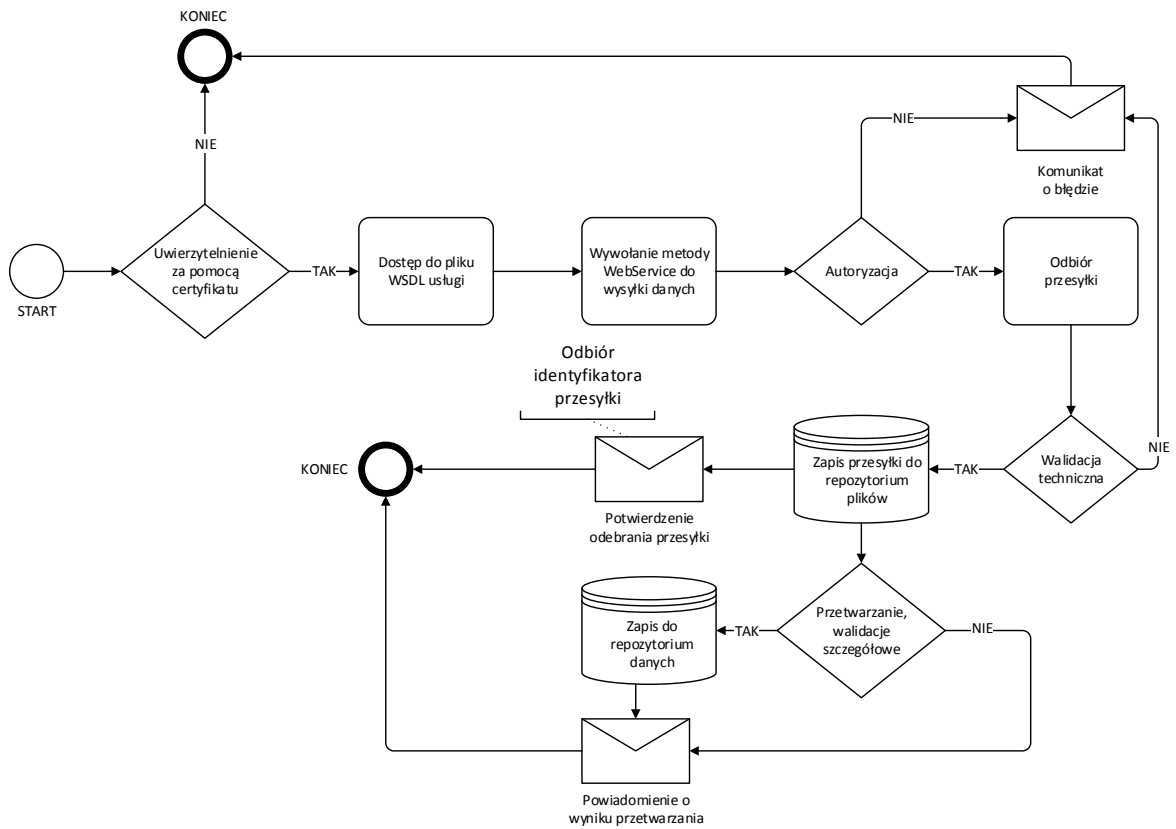 KONIEC
NIE
NIE
Komunikat
o błędzie
START
Uwierzytelnienie
za pomocą
certyfikatu
TAK
Dostęp do pliku
WSDL usługi
Wywołanie metody
WebService do
wysyłki danych
Autoryzacja
TAK
Odbiór
przesyłki
Odbiór
identyfikatora
przesyłki
KONIEC
Potwierdzenie
odebrania przesyłki
Zapis przesyłki do
repozytorium
plików
TAK
Walidacja
techniczna
NIE
Zapis do
repozytorium
danych
TAK
Przetwarzanie,
walidacje
szczegółowe
NIE
Powiadomienie o
wyniku przetwarzania